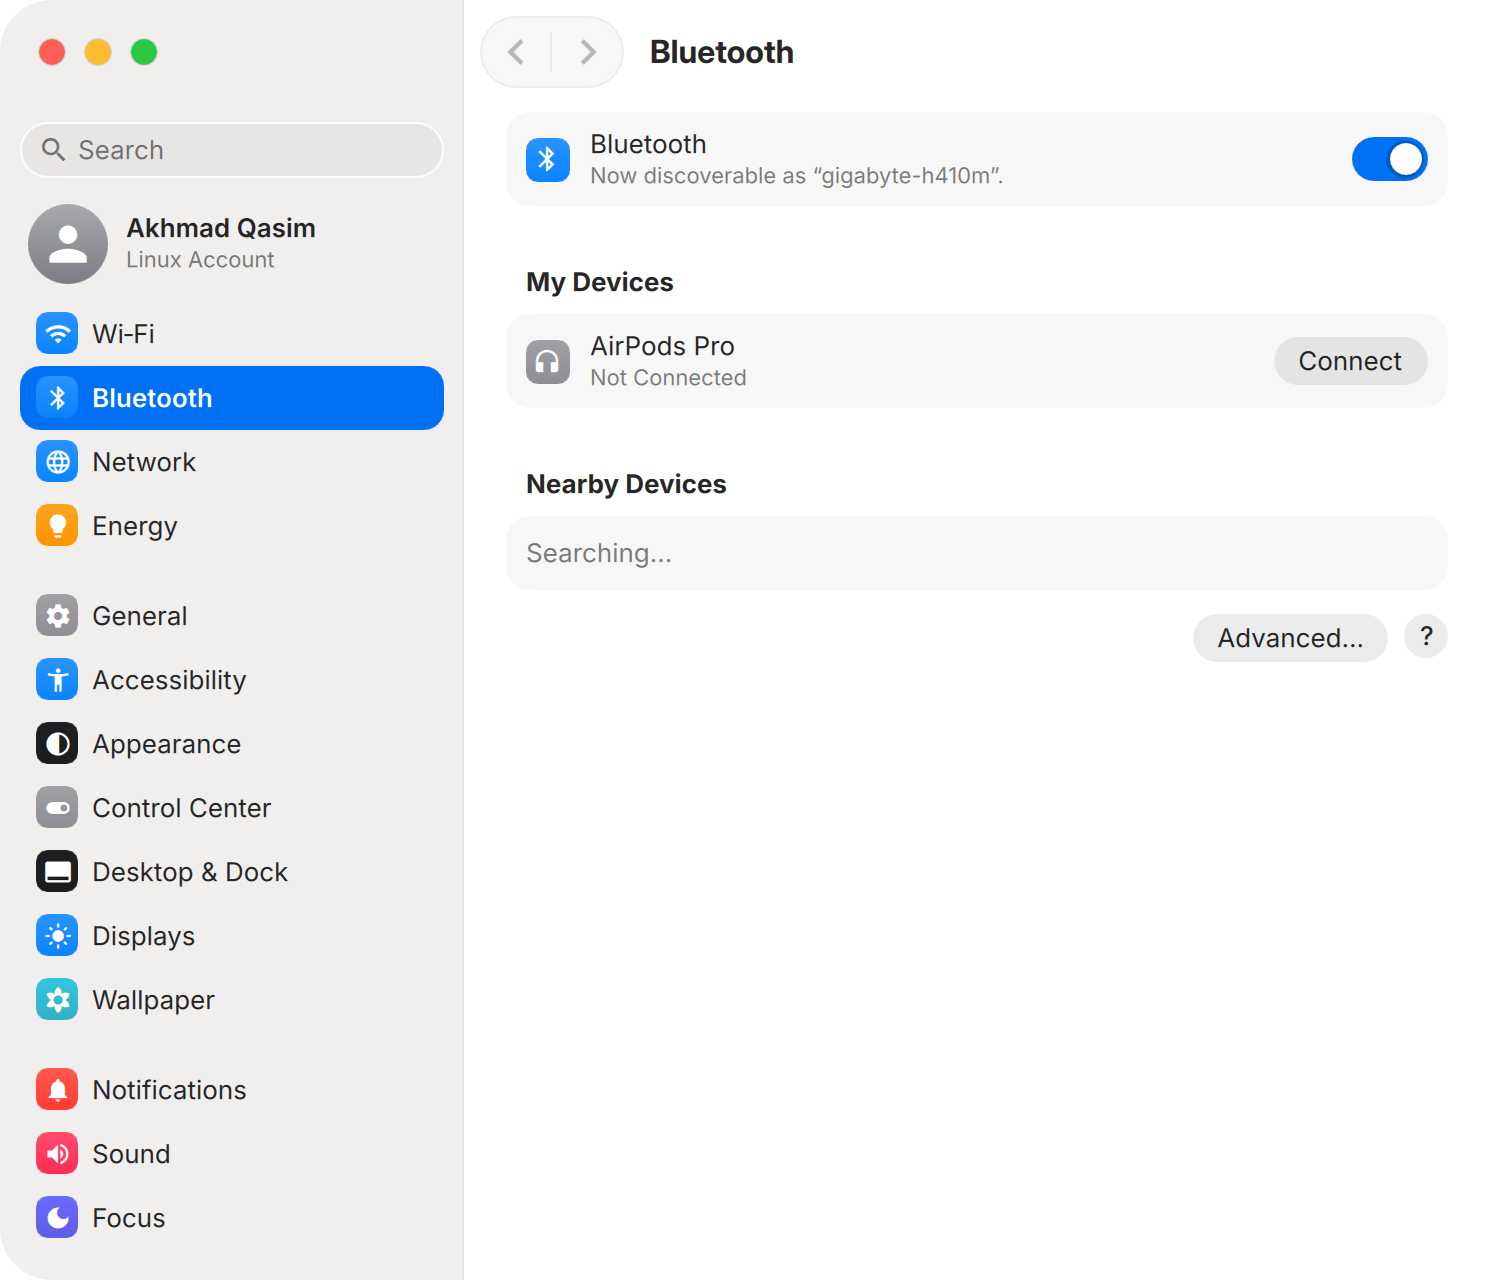 Bluetooth
Search
Akhmad Qasim
Linux Account
Wi-Fi
Bluetooth
Network
Energy
General
Accessibility
Appearance
Control Center
Desktop & Dock
Displays
Wallpaper
Notifications
Sound
Focus
Bluetooth
Now discoverable as “gigabyte-h410m”.
My Devices
AirPods Pro
Not Connected
Connect
Nearby Devices
Searching...
Advanced...
?